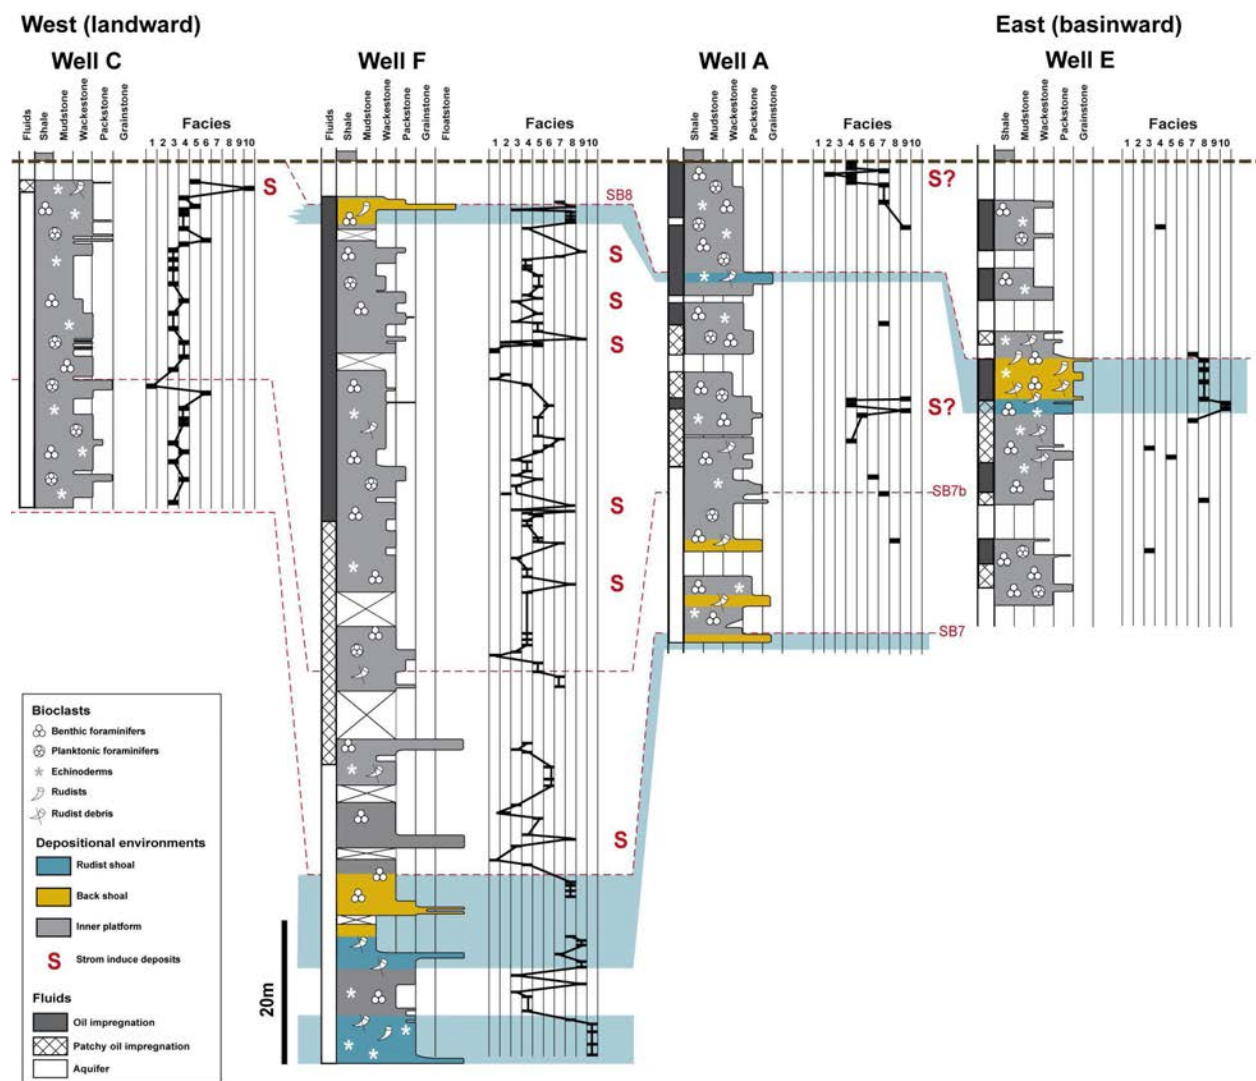 West (landward)
East (basinward)
Well C
Well F
Well A
Well E
Fluids
Shale
Mudstone
Wackestone
Packstone
Grainstone
Facies
1 2 3 4 5 6 7 8 9 10
Fluids
Shale
Mudstone
Wackestone
Packstone
Grainstone
Floatstone
Facies
1 2 3 4 5 6 7 8 9 10
Shale
Mudstone
Wackestone
Packstone
Grainstone
Facies
1 2 3 4 5 6 7 8 9 10
Shale
Mudstone
Wackestone
Packstone
Grainstone
Facies
1 2 3 4 5 6 7 8 9 10
S
SB8
S?
S
S
S
S?
SB7b
S
S
SB7
S
20m
Bioclasts
Benthic foraminifers
Planktonic foraminifers
Echinoderms
Rudists
Rudist debris
Depositional environments
Rudist shoal
Back shoal
Inner platform
S Strom induce deposits
Fluids
Oil impregnation
Patchy oil impregnation
Aquifer